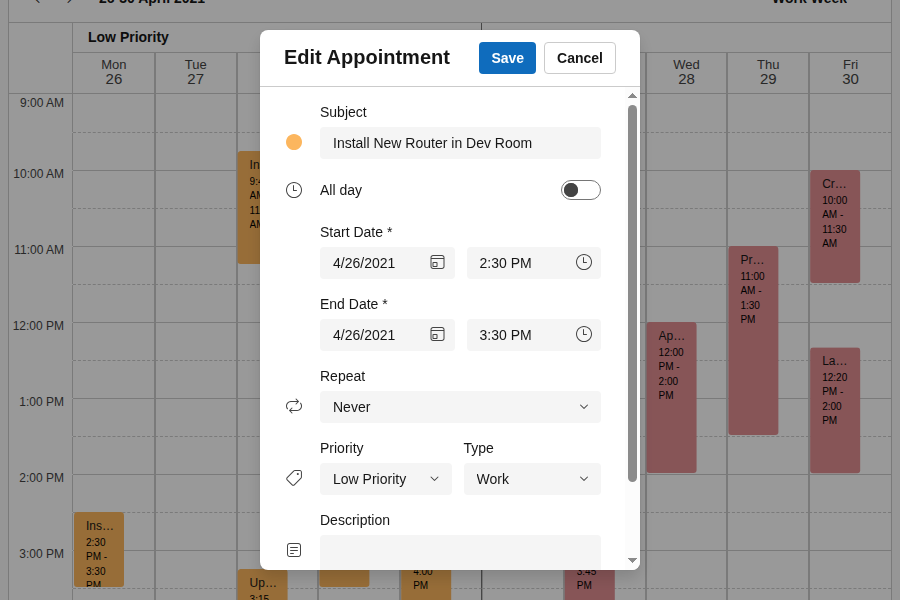 Low Priority
Mon
26
Tue
27
Wed
28
Thu
29
Fri
30
9:00 AM
10:00 AM
11:00 AM
12:00 PM
1:00 PM
2:00 PM
3:00 PM
Edit Appointment
Save
Cancel
Subject
Install New Router in Dev Room
All day
Start Date *
4/26/2021
2:30 PM
End Date *
4/26/2021
3:30 PM
Repeat
Never
Priority
Type
Low Priority
Work
Description
Ins…
2:30
PM -
3:30
PM
Up…
3:15
4:00
PM
3:45
PM
Ap…
12:00
PM -
2:00
PM
Pr…
11:00
AM -
1:30
PM
Cr…
10:00
AM -
11:30
AM
La…
12:20
PM -
2:00
PM